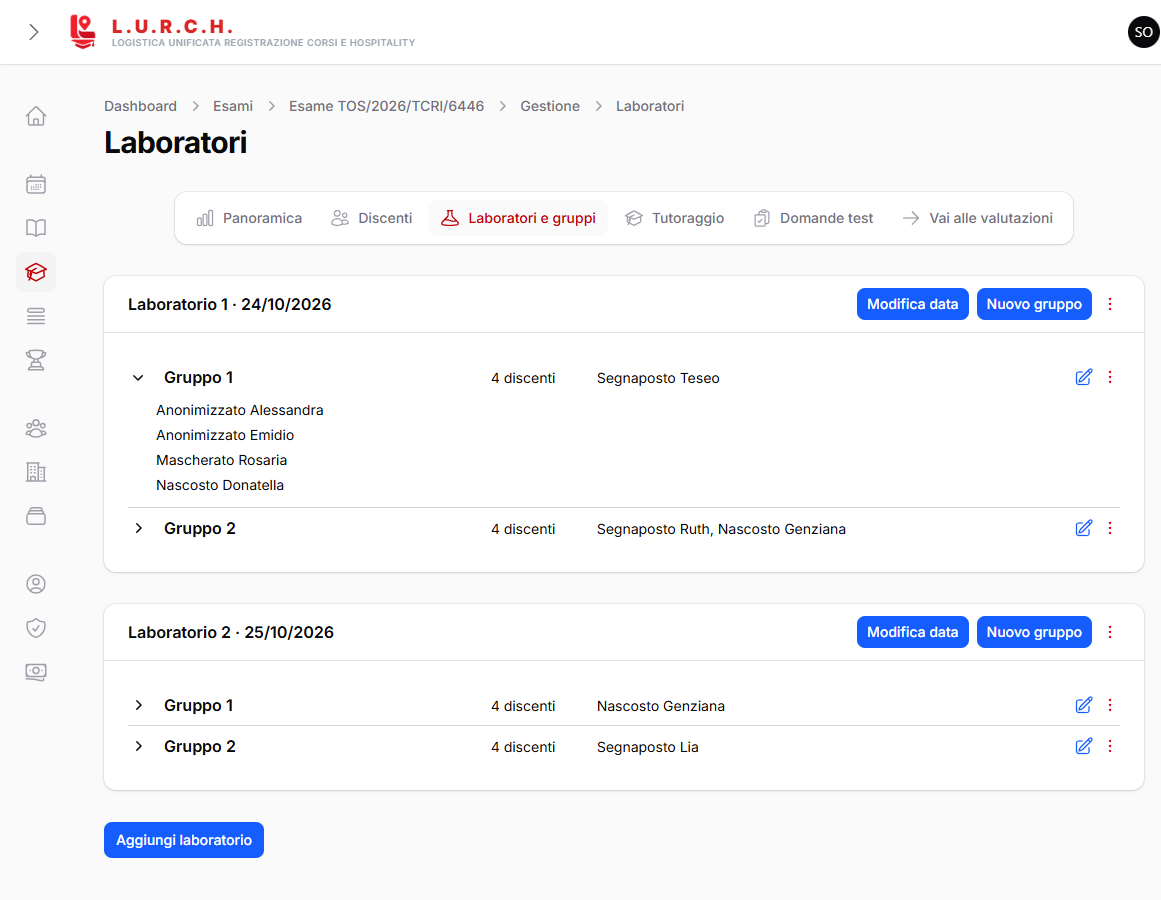 L.U.R.C.H.
LOGISTICA UNIFICATA REGISTRAZIONE CORSI E HOSPITALITY
SO
Dashboard > Esami > Esame TOS/2026/TCRI/6446 > Gestione > Laboratori
Laboratori
Panoramica Discenti Laboratori e gruppi Tutoraggio Domande test Vai alle valutazioni
Laboratorio 1 · 24/10/2026 Modifica data Nuovo gruppo
Gruppo 1 4 discenti Segnaposto Teseo
Anonimizzato Alessandra
Anonimizzato Emidio
Mascherato Rosaria
Nascosto Donatella
Gruppo 2 4 discenti Segnaposto Ruth, Nascosto Genziana
Laboratorio 2 · 25/10/2026 Modifica data Nuovo gruppo
Gruppo 1 4 discenti Nascosto Genziana
Gruppo 2 4 discenti Segnaposto Lia
Aggiungi laboratorio